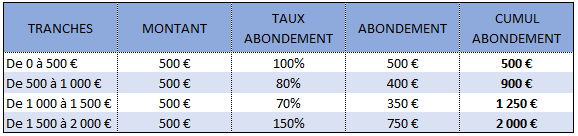 TRANCHES MONTANT TAUX ABONDEMENT ABONDEMENT CUMUL ABONDEMENT
De 0 à 500 € 500 € 100% 500 € 500 €
De 500 à 1 000 € 500 € 80% 400 € 900 €
De 1 000 à 1 500 € 500 € 70% 350 € 1 250 €
De 1 500 à 2 000 € 500 € 150% 750 € 2 000 €